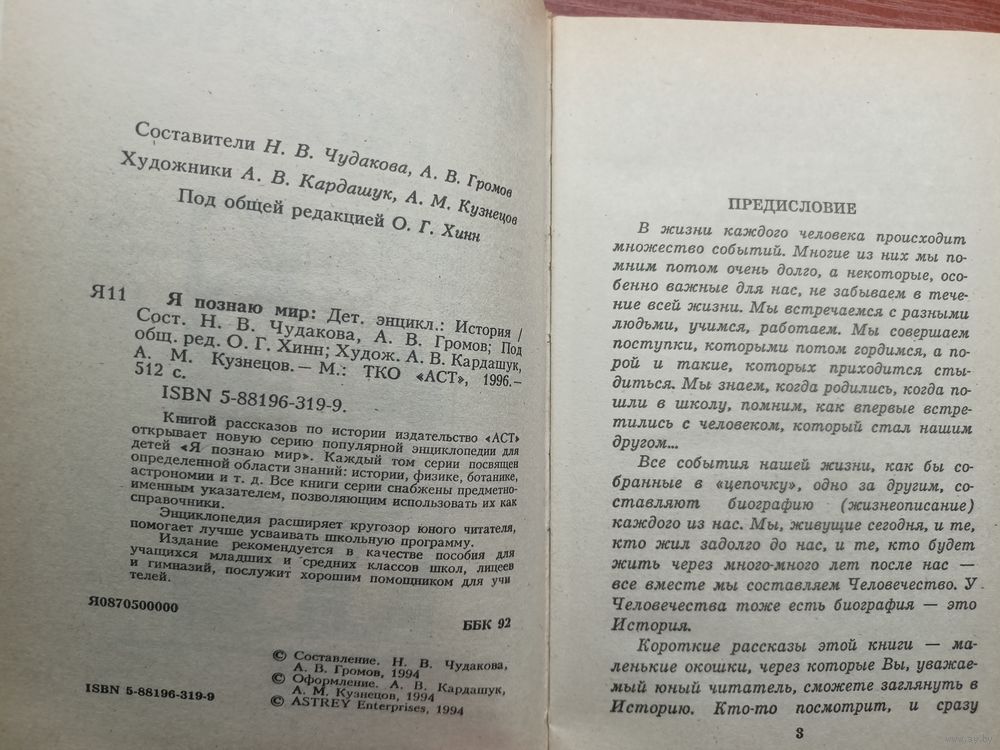 Составители Н. В. Чудакова, А. В. Громов
Художники А. В. Кардашук, А. М. Кузнецов
Под общей редакцией О. Г. Хинн
Я11 Я познаю мир: Дет. энцикл.: История /
Сост. Н. В. Чудакова, А. В. Громов; Под
общ. ред. О. Г. Хинн; Худож. А. В. Кардашук,
А. М. Кузнецов. — М.: ТКО «АСТ», 1996.—
512 с.
ISBN 5-88196-319-9.
Книгой рассказов по истории издательство «АСТ»
открывает новую серию популярной энциклопедии для
детей «Я познаю мир». Каждый том серии посвящен
определенной области знаний: истории, физике, ботанике,
астрономии и т. д. Все книги серии снабжены предметно-
именным указателем, позволяющим использовать их как
справочники.
Энциклопедия расширяет кругозор юного читателя,
помогает лучше усваивать школьную программу.
Издание рекомендуется в качестве пособия для
учащихся младших и средних классов школ, лицеев
и гимназий, послужит хорошим помощником для учи
телей.
Я0870500000
ББК 92
© Составление. Н. В. Чудакова,
А. В. Громов, 1994
© Оформление. А. В. Кардашук,
А. М. Кузнецов, 1994
© ASTREY Enterprises, 1994
ISBN 5-88196-319-9
ПРЕДИСЛОВИЕ
В жизни каждого человека происходит
множество событий. Многие из них мы по-
мним потом очень долго, а некоторые, осо-
бенно важные для нас, не забываем в тече-
ние всей жизни. Мы встречаемся с разными
людьми, учимся, работаем. Мы совершаем
поступки, которыми потом гордимся, а по-
рой и такие, которых приходится сты-
диться. Мы знаем, когда родились, когда по-
шли в школу, помним, как впервые встре-
тились с человеком, который стал нашим
другом...
Все события нашей жизни, как бы со-
бранные в «цепочку», одно за другим, со-
ставляют биографию (жизнеописание)
каждого из нас. Мы, живущие сегодня, и те,
кто жил задолго до нас, и те, кто будет
жить через много-много лет после нас —
все вместе мы составляем Человечество. У
Человечества тоже есть биография — это
История.
Короткие рассказы этой книги — ма-
ленькие окошки, через которые Вы, уважае-
мый юный читатель, сможете заглянуть в
Историю. Кто-то посмотрит, и сразу
3
www.ay.by